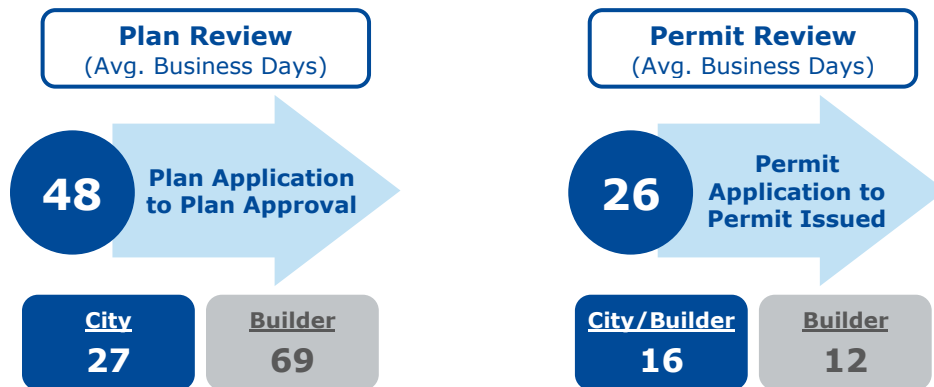 Plan Review
(Avg. Business Days)
48
Plan Application
to Plan Approval
City
27
Builder
69
Permit Review
(Avg. Business Days)
26
Permit
Application to
Permit Issued
City/Builder
16
Builder
12